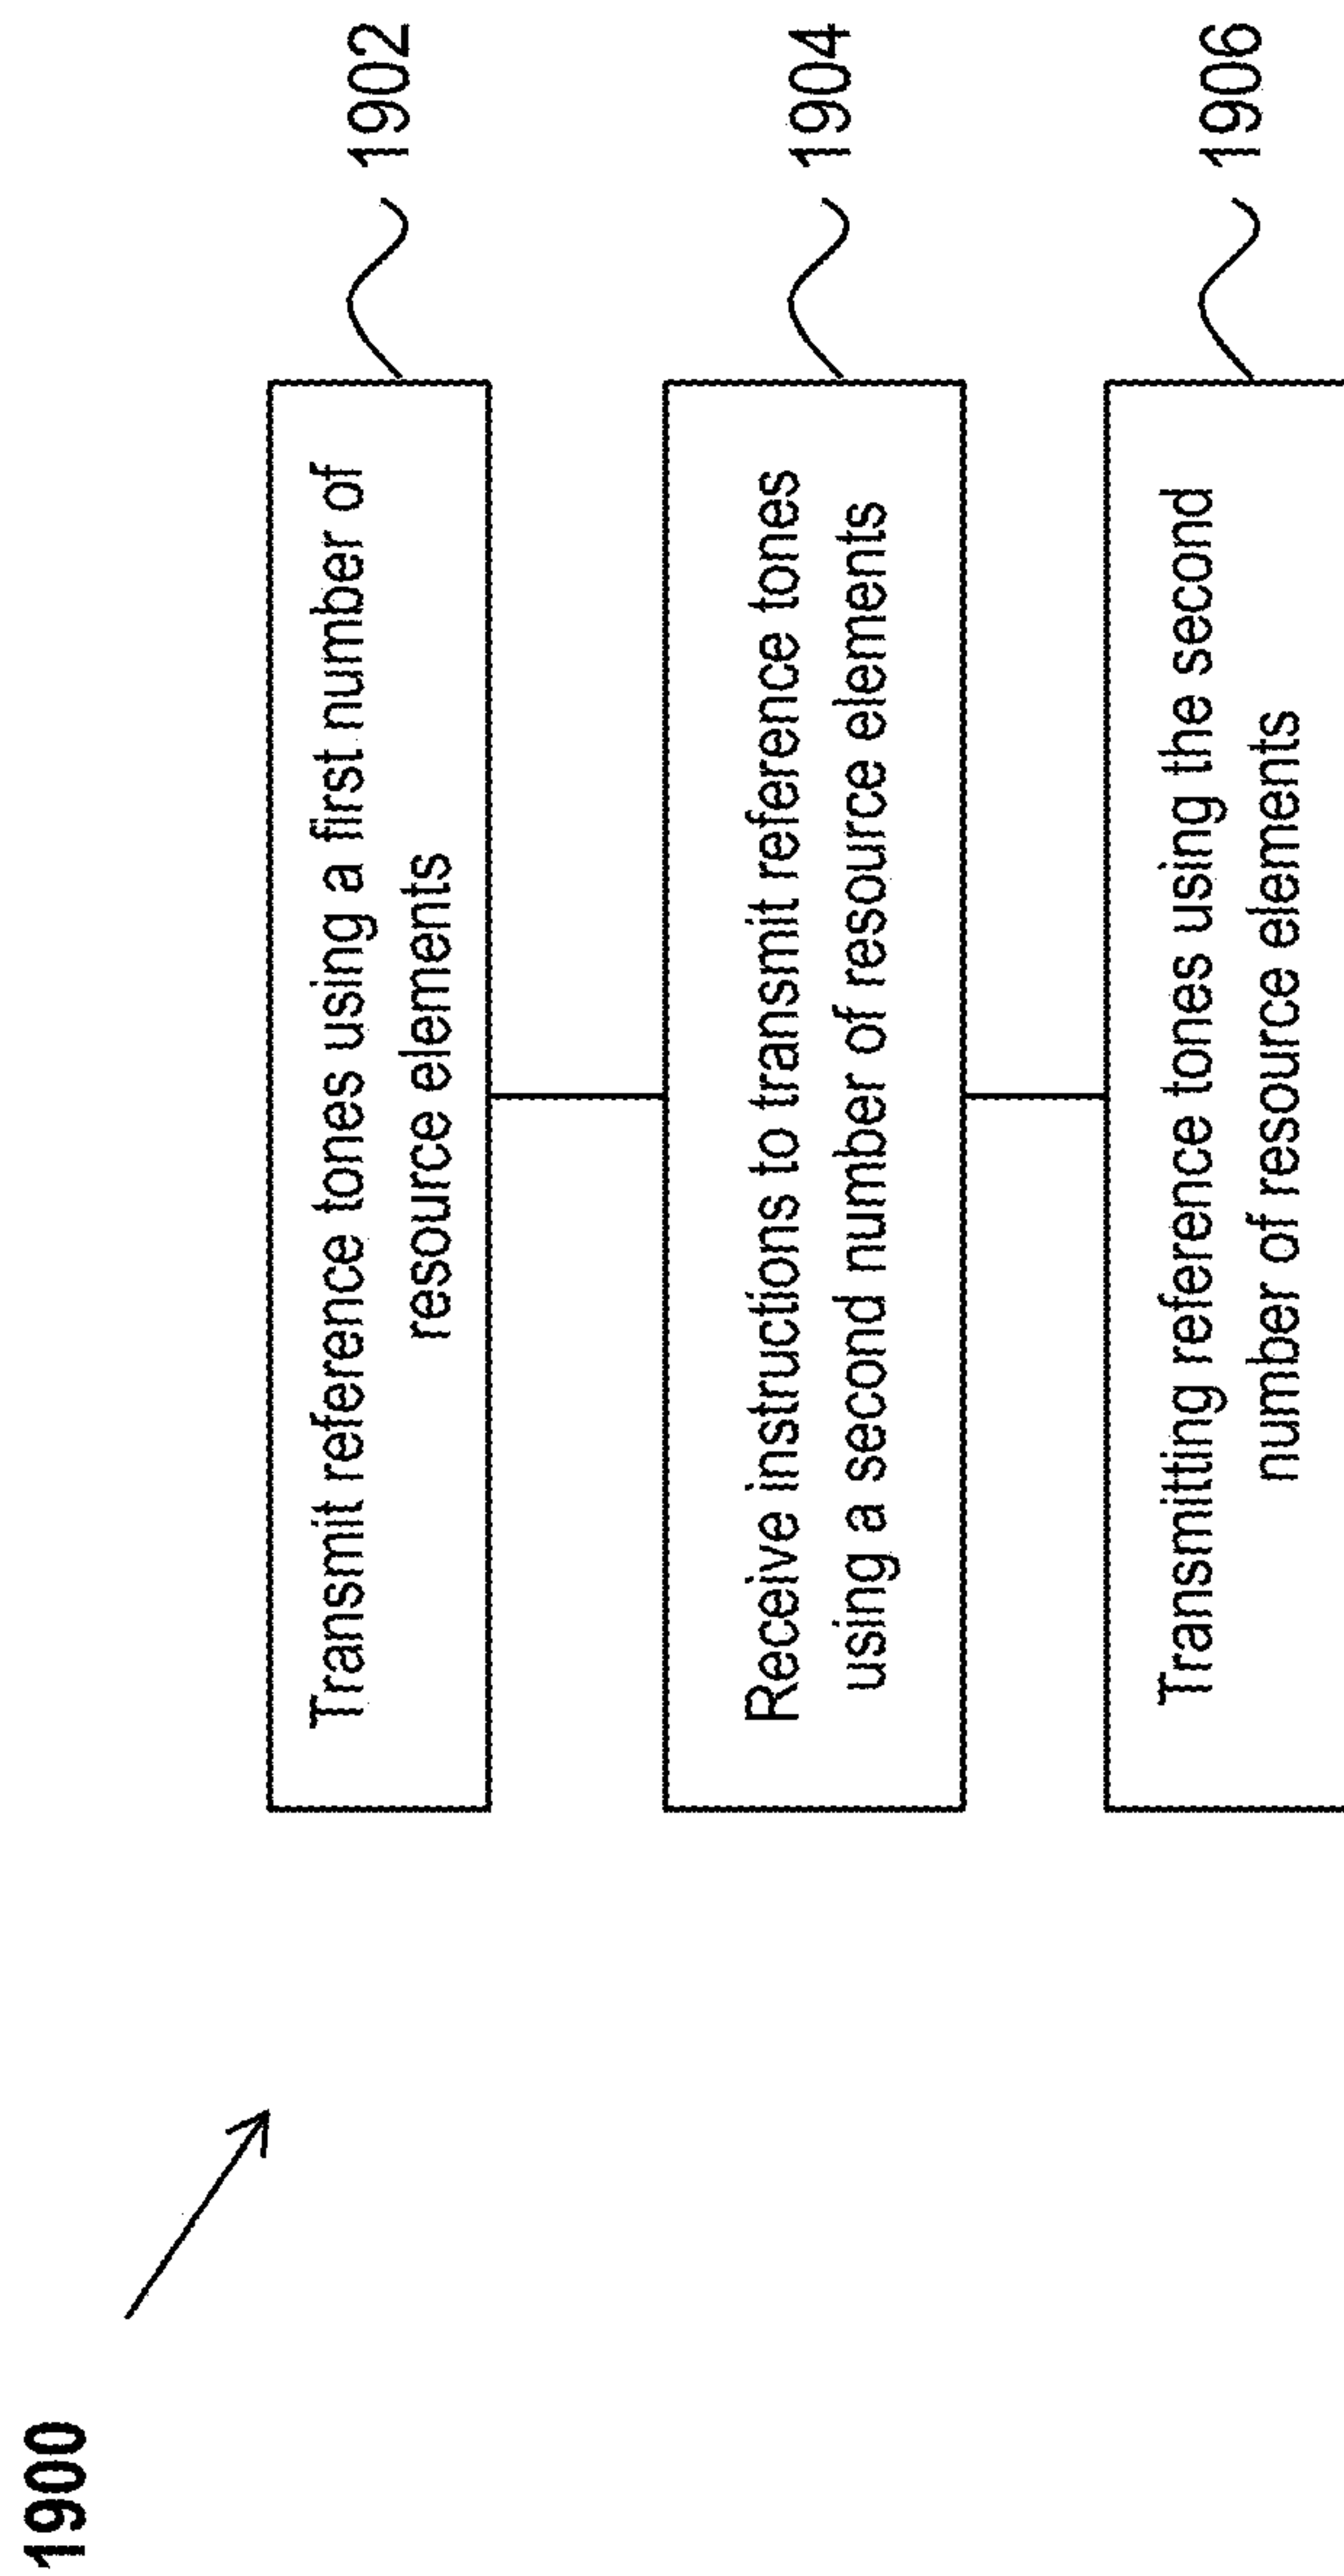 1900
Transmit reference tones using a first number of
resource elements
1902
Receive instructions to transmit reference tones
using a second number of resource elements
1904
Transmitting reference tones using the second
number of resource elements
1906